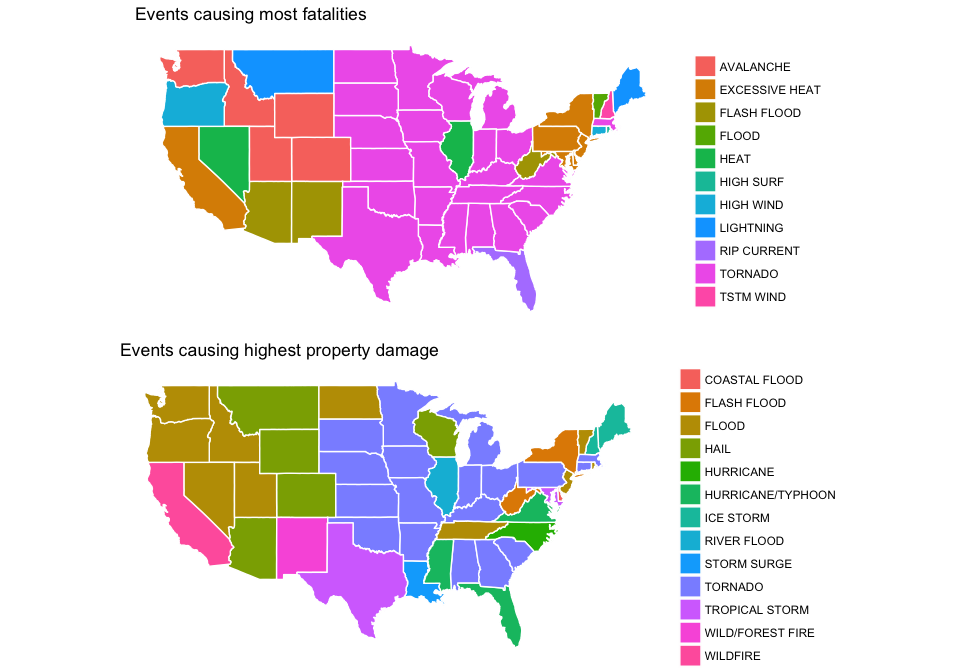 Events causing most fatalities
AVALANCHE
EXCESSIVE HEAT
FLASH FLOOD
FLOOD
HEAT
HIGH SURF
HIGH WIND
LIGHTNING
RIP CURRENT
TORNADO
TSTM WIND
Events causing highest property damage
COASTAL FLOOD
FLASH FLOOD
FLOOD
HAIL
HURRICANE
HURRICANE/TYPHOON
ICE STORM
RIVER FLOOD
STORM SURGE
TORNADO
TROPICAL STORM
WILD/FOREST FIRE
WILDFIRE